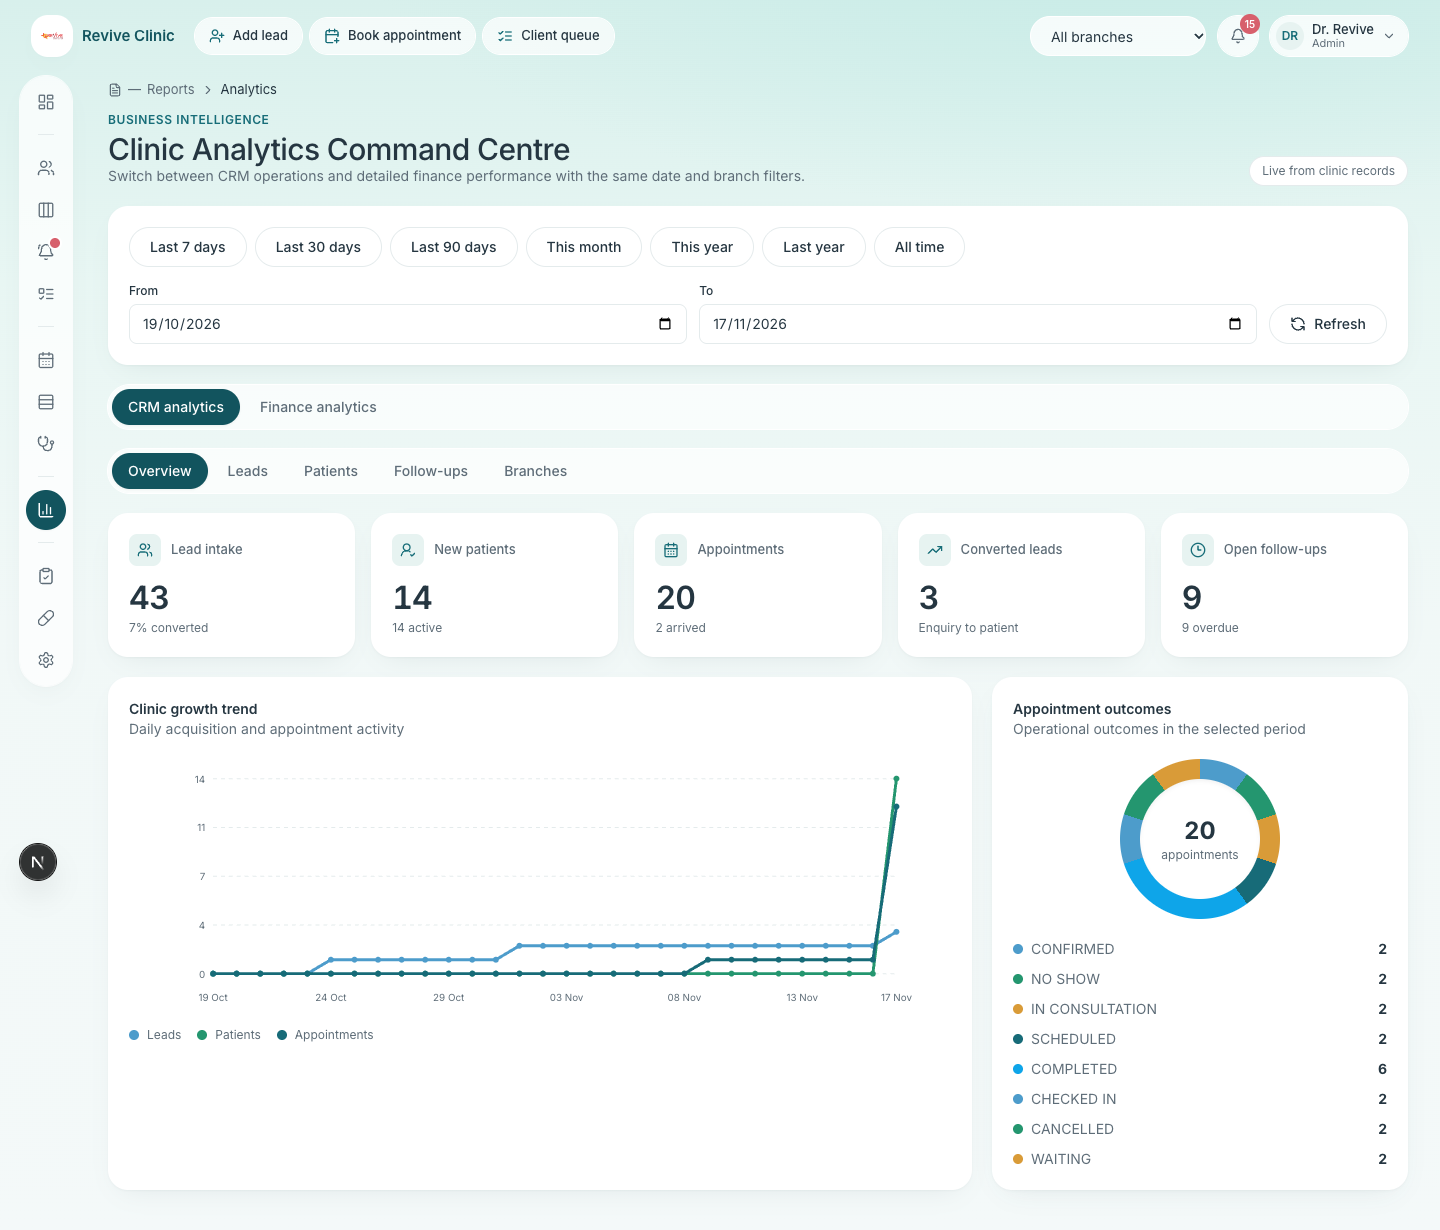 Revive Clinic
Add lead
Book appointment
Client queue
All branches
15
DR
Dr. Revive
Admin
— Reports > Analytics
BUSINESS INTELLIGENCE
Clinic Analytics Command Centre
Switch between CRM operations and detailed finance performance with the same date and branch filters.
Live from clinic records
Last 7 days
Last 30 days
Last 90 days
This month
This year
Last year
All time
From
19/10/2026
To
17/11/2026
Refresh
CRM analytics
Finance analytics
Overview
Leads
Patients
Follow-ups
Branches
Lead intake
43
7% converted
New patients
14
14 active
Appointments
20
2 arrived
Converted leads
3
Enquiry to patient
Open follow-ups
9
9 overdue
Clinic growth trend
Daily acquisition and appointment activity
14
11
7
4
0
19 Oct
24 Oct
29 Oct
03 Nov
08 Nov
13 Nov
17 Nov
Leads
Patients
Appointments
Appointment outcomes
Operational outcomes in the selected period
20
appointments
CONFIRMED 2
NO SHOW 2
IN CONSULTATION 2
SCHEDULED 2
COMPLETED 6
CHECKED IN 2
CANCELLED 2
WAITING 2
N